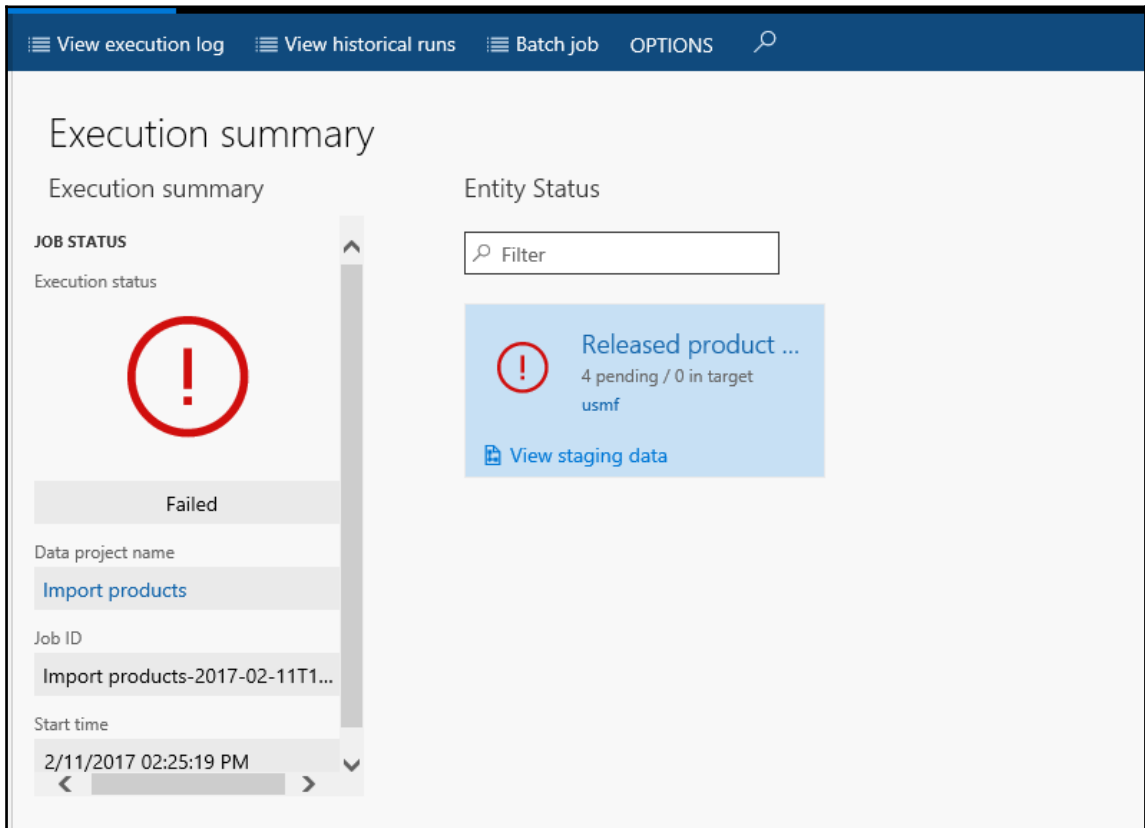 View execution log View historical runs Batch job OPTIONS
Execution summary
Execution summary
JOB STATUS
Execution status
!
Failed
Data project name
Import products
Job ID
Import products-2017-02-11T1...
Start time
2/11/2017 02:25:19 PM
Entity Status
Filter
!
Released product ...
4 pending / 0 in target
usmf
View staging data